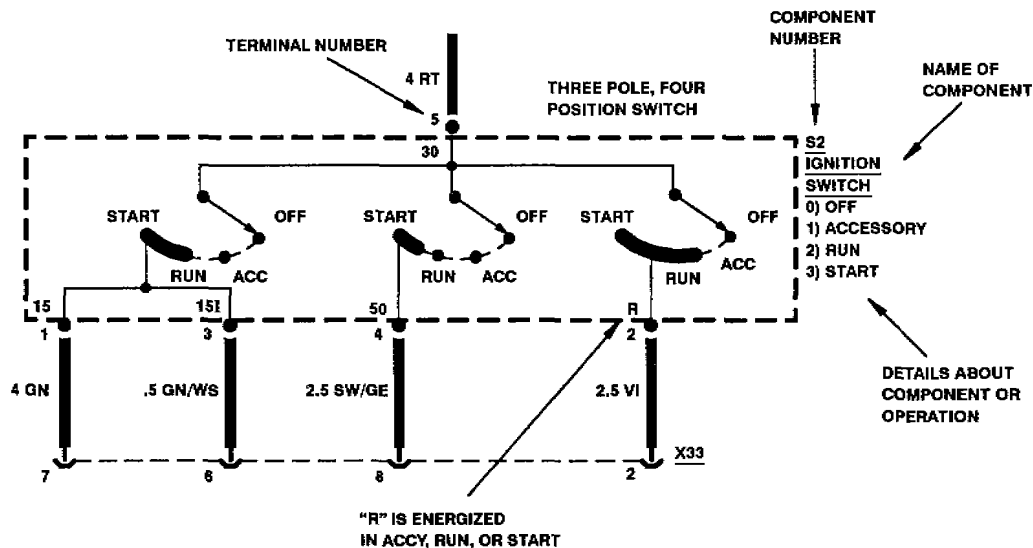 COMPONENT
NUMBER
TERMINAL NUMBER
NAME OF
COMPONENT
4 RT
THREE POLE, FOUR
POSITION SWITCH
5
30
S2
IGNITION
SWITCH
0) OFF
1) ACCESSORY
2) RUN
3) START
START
OFF
RUN
ACC
START
OFF
RUN
ACC
START
OFF
RUN
ACC
15
15I
50
R
1
3
4
2
4 GN
.5 GN/WS
2.5 SW/GE
2.5 VI
DETAILS ABOUT
COMPONENT OR
OPERATION
7
6
8
2
X33
"R" IS ENERGIZED
IN ACCY, RUN, OR START